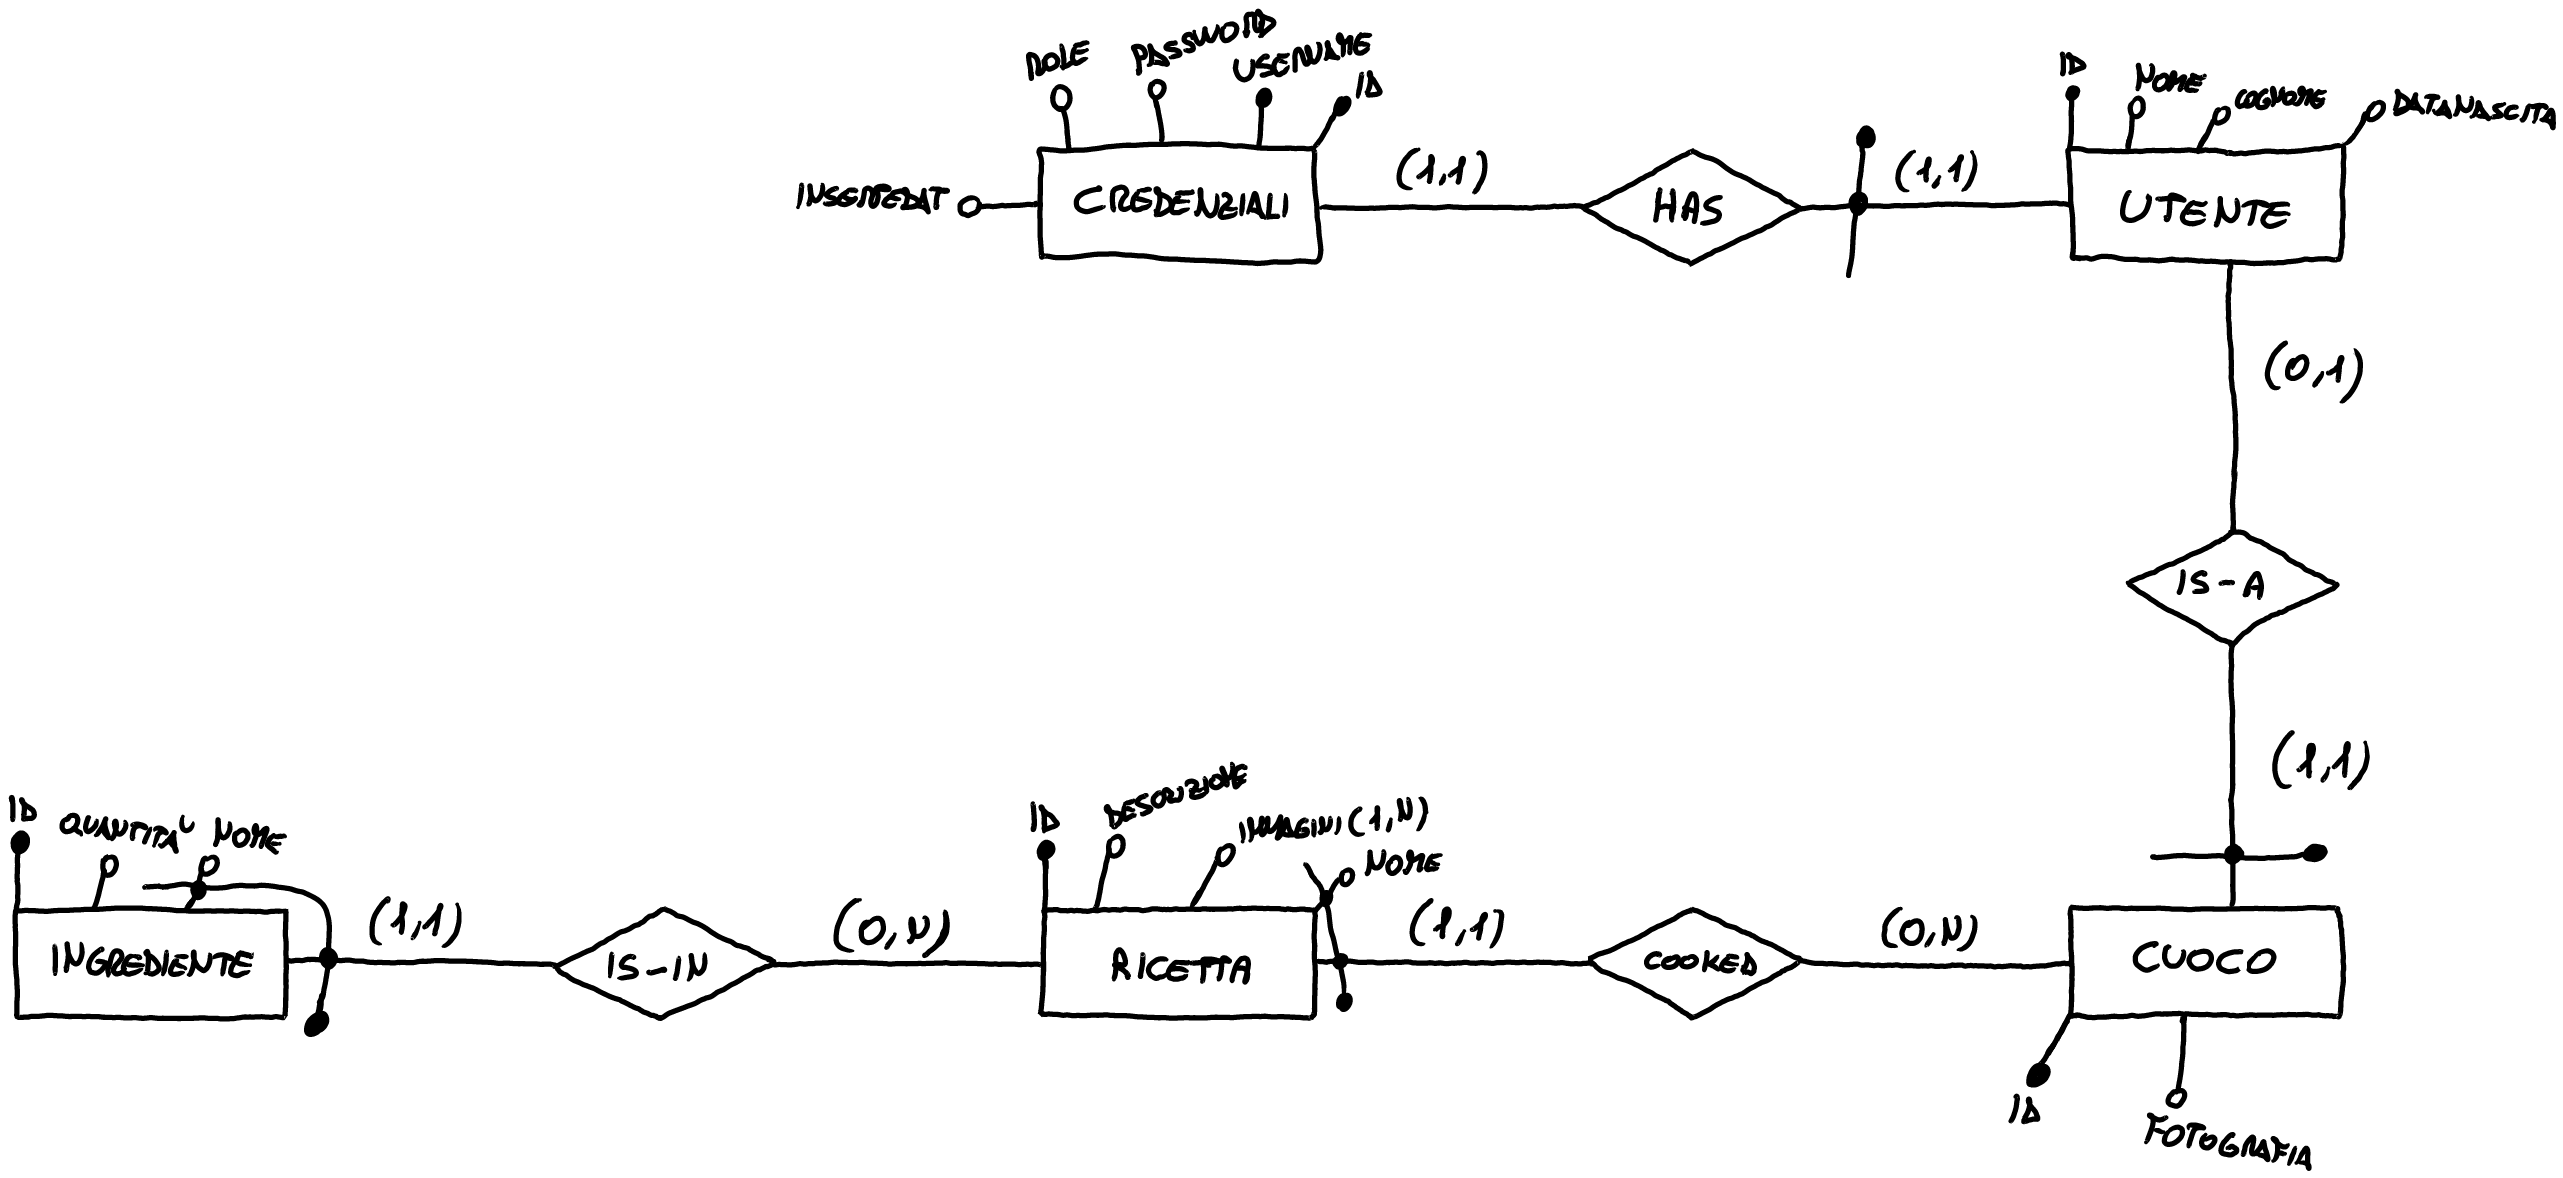 ROLE
PASSWORD
USERNAME
ID
INSERTEDAT
CREDENZIALI
(1,1)
HAS
(1,1)
ID
NOME
COGNOME
DATANASCITA
UTENTE
(0,1)
IS-A
(1,1)
ID
QUANTITA'
NOME
INGREDIENTE
(1,1)
IS-IN
(0,N)
ID
DESCRIZIONE
IMMAGINI (1,N)
NOME
RICETTA
(1,1)
COOKED
(0,N)
CUOCO
ID
FOTOGRAFIA